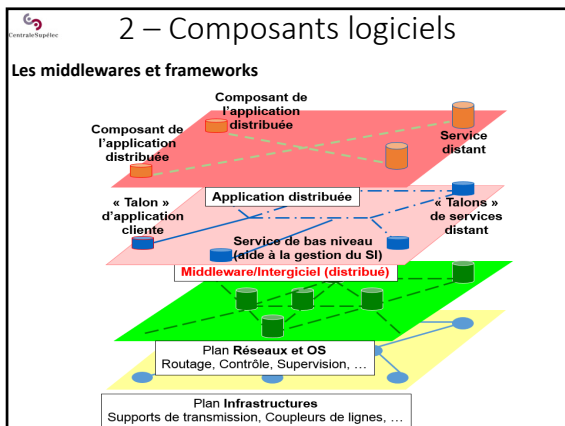 CentraleSupélec
2 – Composants logiciels
Les middlewares et frameworks
Composant de
l'application
distribuée
Composant de
l'application
distribuée
Service
distant
Application distribuée
« Talon »
d'application
cliente
« Talons »
de services
distant
Service de bas niveau
(aide à la gestion du SI)
Middleware/Intergiciel (distribué)
Plan Réseaux et OS
Routage, Contrôle, Supervision, …
Plan Infrastructures
Supports de transmission, Coupleurs de lignes, …